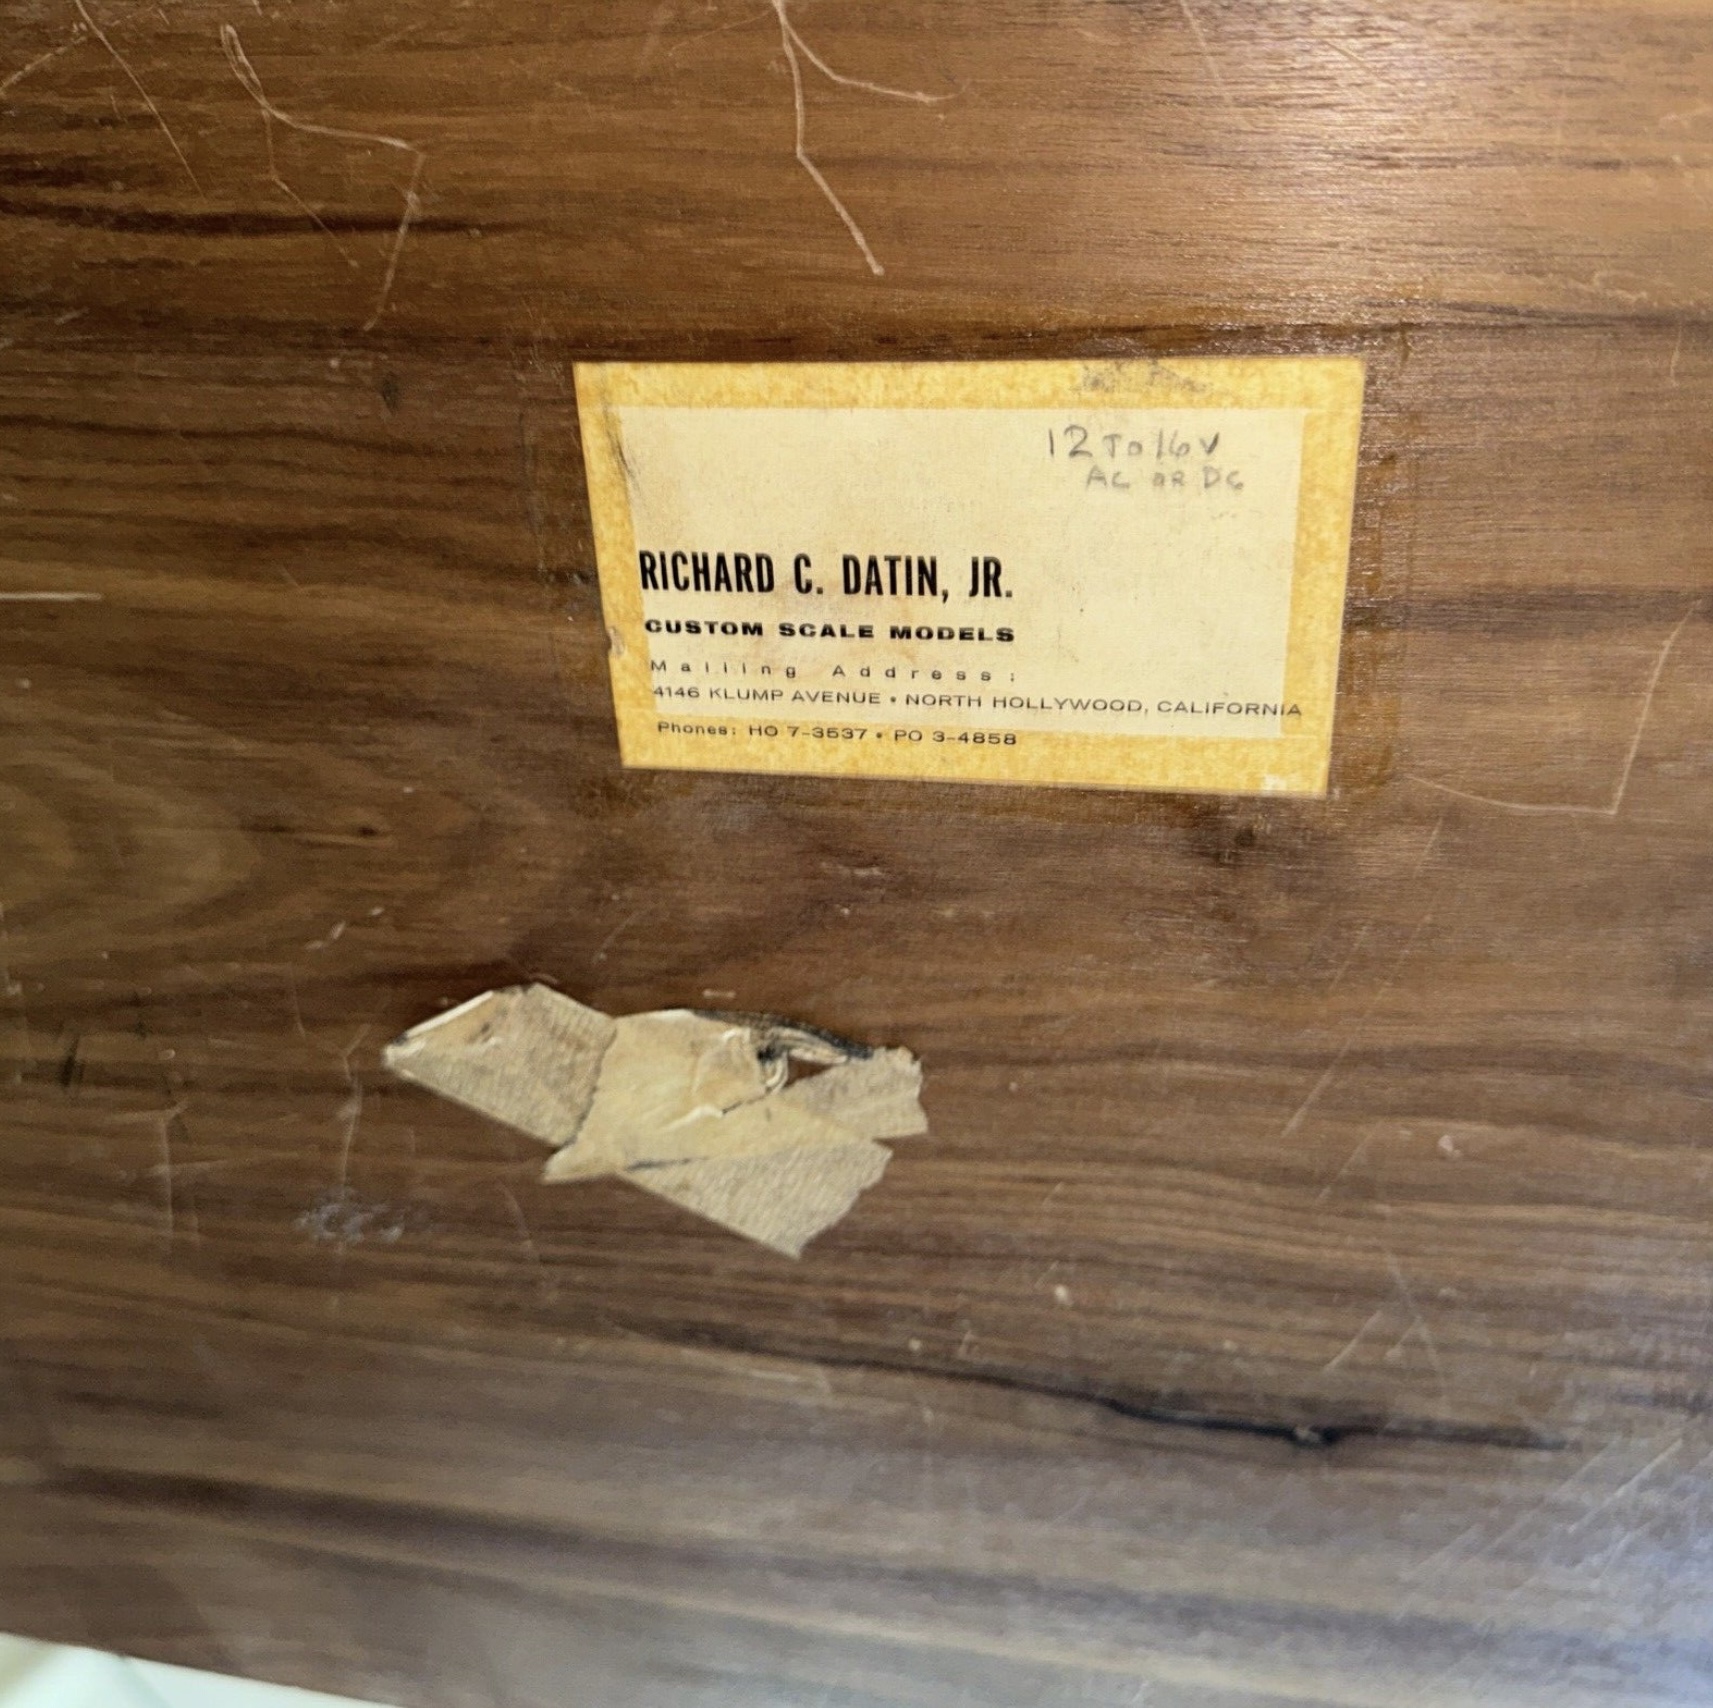 12 TO 16 V
AC OR DC
RICHARD C. DATIN, JR.
CUSTOM SCALE MODELS
Mailing Address:
4146 KLUMP AVENUE • NORTH HOLLYWOOD, CALIFORNIA
Phones: HO 7-3537 • PO 3-4858